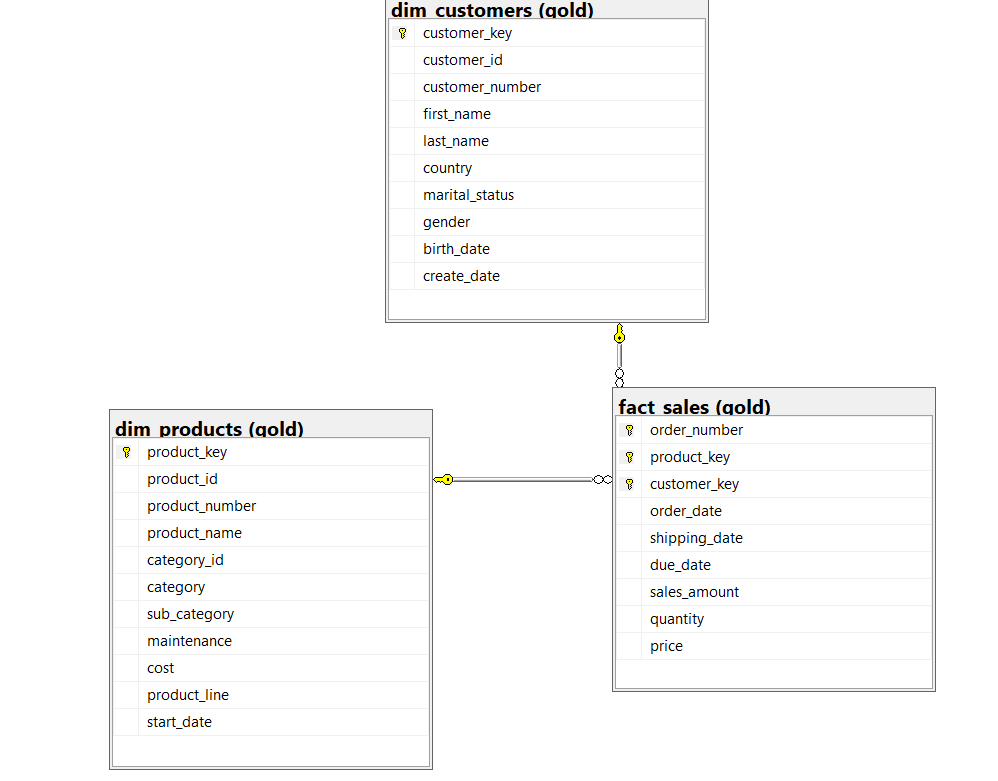 dim_customers (gold)
customer_key
customer_id
customer_number
first_name
last_name
country
marital_status
gender
birth_date
create_date
dim_products (gold)
product_key
product_id
product_number
product_name
category_id
category
sub_category
maintenance
cost
product_line
start_date
fact_sales (gold)
order_number
product_key
customer_key
order_date
shipping_date
due_date
sales_amount
quantity
price